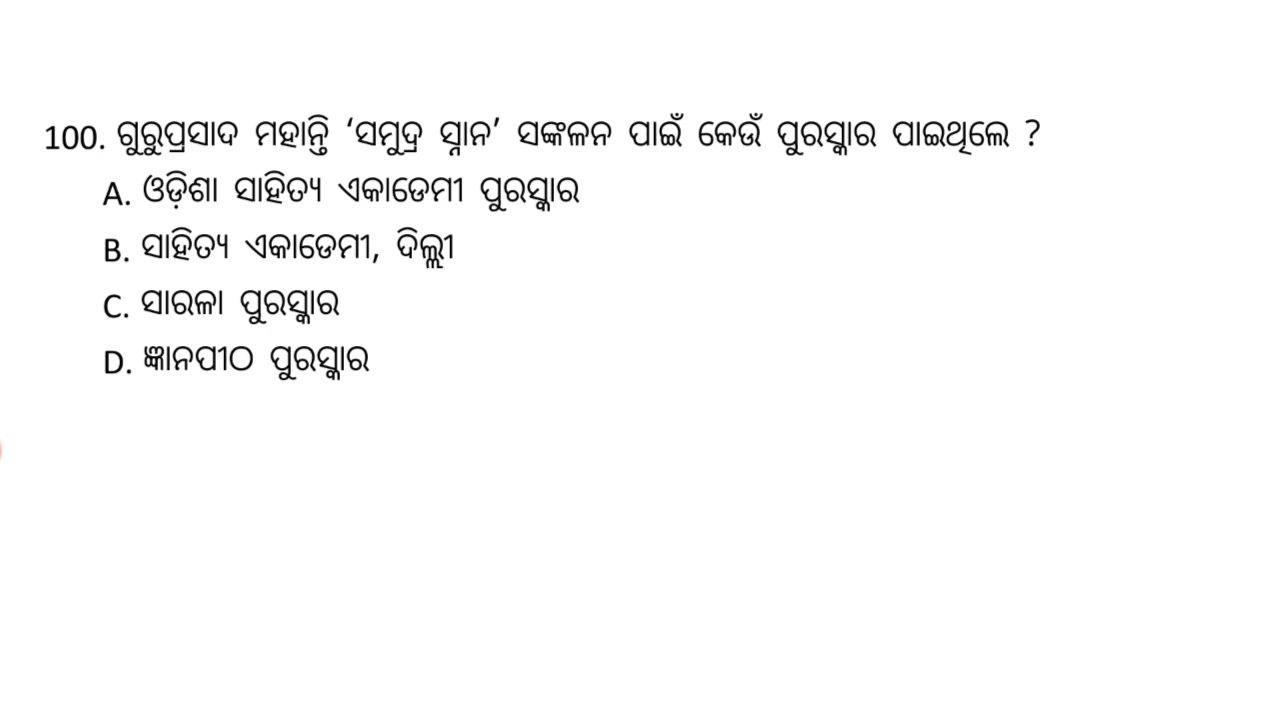 100. ଗୁରୁପ୍ରସାଦ ମହାନ୍ତି ‘ସମୁଦ୍ର ସ୍ନାନ’ ସଙ୍କଳନ ପାଇଁ କେଉଁ ପୁରସ୍କାର ପାଇଥିଲେ ?
A. ଓଡ଼ିଶା ସାହିତ୍ୟ ଏକାଡେମୀ ପୁରସ୍କାର
B. ସାହିତ୍ୟ ଏକାଡେମୀ, ଦିଲ୍ଲୀ
C. ସାରଳା ପୁରସ୍କାର
D. ଜ୍ଞାନପୀଠ ପୁରସ୍କାର